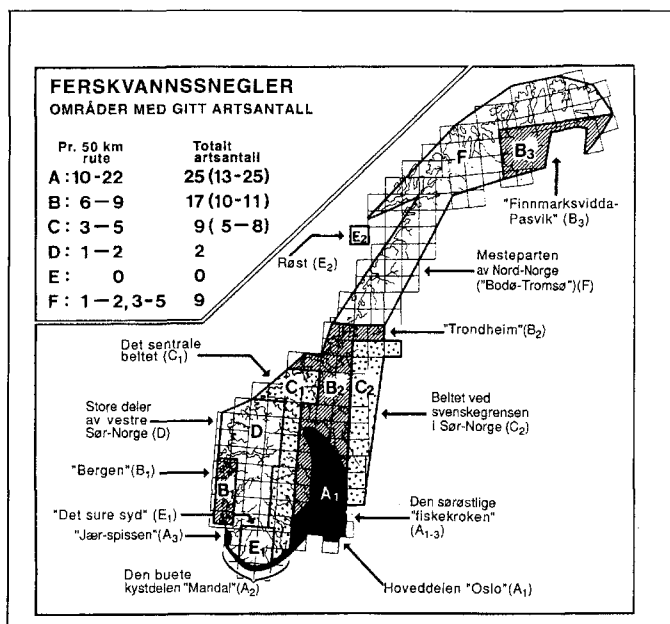 FERSKVANNSSNEGLER
OMRÅDER MED GITT ARTSANTALL
Pr. 50 km Totalt
rute artsantall
A: 10-22 25 (13-25)
B: 6-9 17 (10-11)
C: 3-5 9 (5-8)
D: 1-2 2
E: 0 0
F: 1-2,3-5 9
F
B3
"Finnmarksvidda-
Pasvik" (B3)
E2
Røst (E2)
Mesteparten
av Nord-Norge
("Bodø-Tromsø")(F)
"Trondheim"(B2)
Det sentrale
beltet (C1)
C1
B2
C2
Beltet ved
svenskegrensen
i Sør-Norge (C2)
Store deler
av vestre
Sør-Norge (D)
D
"Bergen" (B1)
B1
A1
Den sørøstlige
"fiskekroken"
(A1-3)
"Det sure syd" (E1)
"Jær-spissen"(A3)
E1
Den buete
kystdelen "Mandal"(A2)
Hoveddelen "Oslo"(A1)